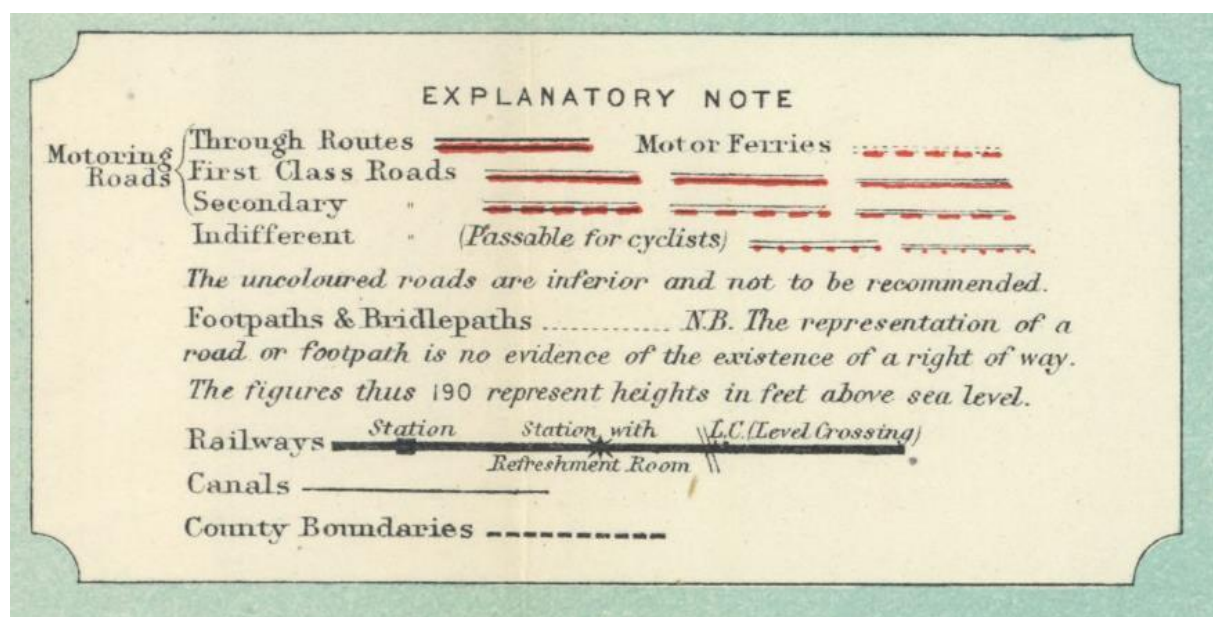 EXPLANATORY NOTE
Motoring Roads
Through Routes Motor Ferries
First Class Roads
Secondary "
Indifferent " (Passable for cyclists)
The uncoloured roads are inferior and not to be recommended.
Footpaths & Bridlepaths ............ N.B. The representation of a
road or footpath is no evidence of the existence of a right of way.
The figures thus 190 represent heights in feet above sea level.
Railways Station Station with Refreshment Room L.C. (Level Crossing)
Canals
County Boundaries